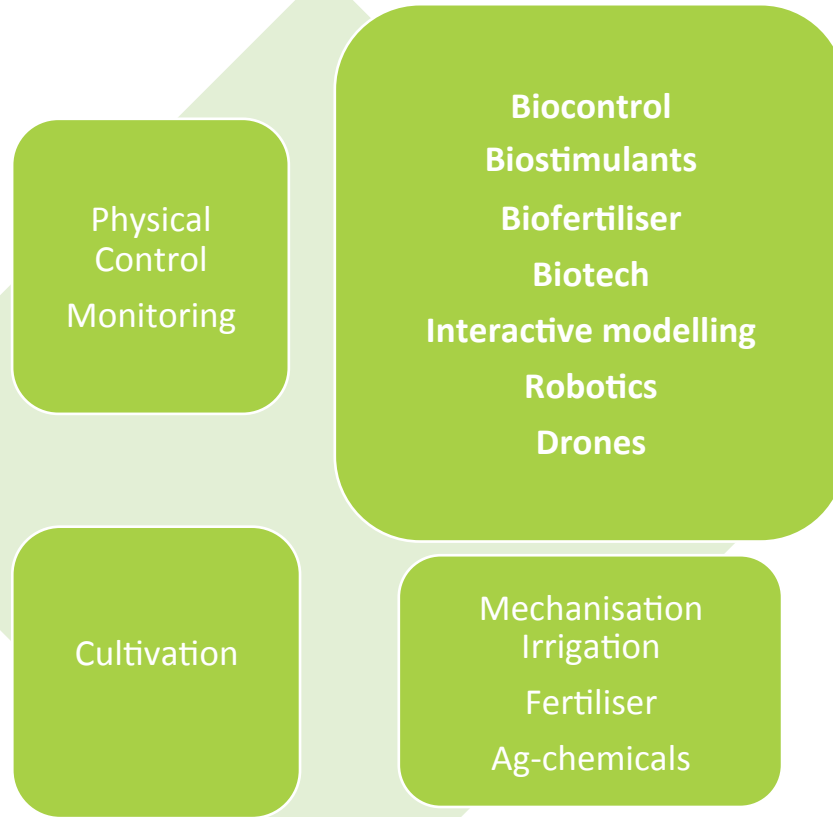 Physical
Control
Monitoring
Biocontrol
Biostimulants
Biofertiliser
Biotech
Interactive modelling
Robotics
Drones
Cultivation
Mechanisation
Irrigation
Fertiliser
Ag-chemicals